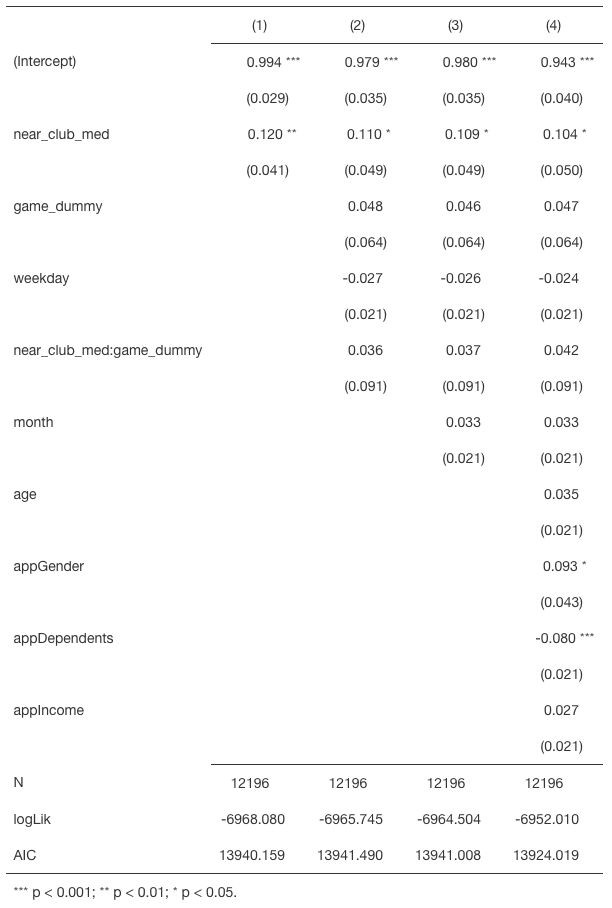 (1) (2) (3) (4)
(Intercept) 0.994 *** 0.979 *** 0.980 *** 0.943 ***
(0.029) (0.035) (0.035) (0.040)
near_club_med 0.120 ** 0.110 * 0.109 * 0.104 *
(0.041) (0.049) (0.049) (0.050)
game_dummy 0.048 0.046 0.047
(0.064) (0.064) (0.064)
weekday -0.027 -0.026 -0.024
(0.021) (0.021) (0.021)
near_club_med:game_dummy 0.036 0.037 0.042
(0.091) (0.091) (0.091)
month 0.033 0.033
(0.021) (0.021)
age 0.035
(0.021)
appGender 0.093 *
(0.043)
appDependents -0.080 ***
(0.021)
appIncome 0.027
(0.021)
N 12196 12196 12196 12196
logLik -6968.080 -6965.745 -6964.504 -6952.010
AIC 13940.159 13941.490 13941.008 13924.019
*** p < 0.001; ** p < 0.01; * p < 0.05.